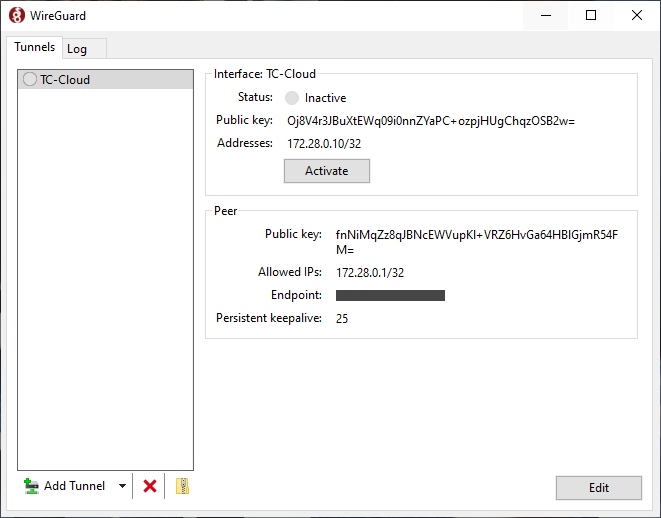 WireGuard
Tunnels
Log
TC-Cloud
Interface: TC-Cloud
Status: Inactive
Public key: Oj8V4r3JBuXtEWq09i0nnZYaPC+ozpjHUgChqzOSB2w=
Addresses: 172.28.0.10/32
Activate
Peer
Public key: fnNiMqZz8qJBNcEWVupKI+VRZ6HvGa64HBIGjmR54F
M=
Allowed IPs: 172.28.0.1/32
Endpoint:
Persistent keepalive: 25
Add Tunnel
Edit